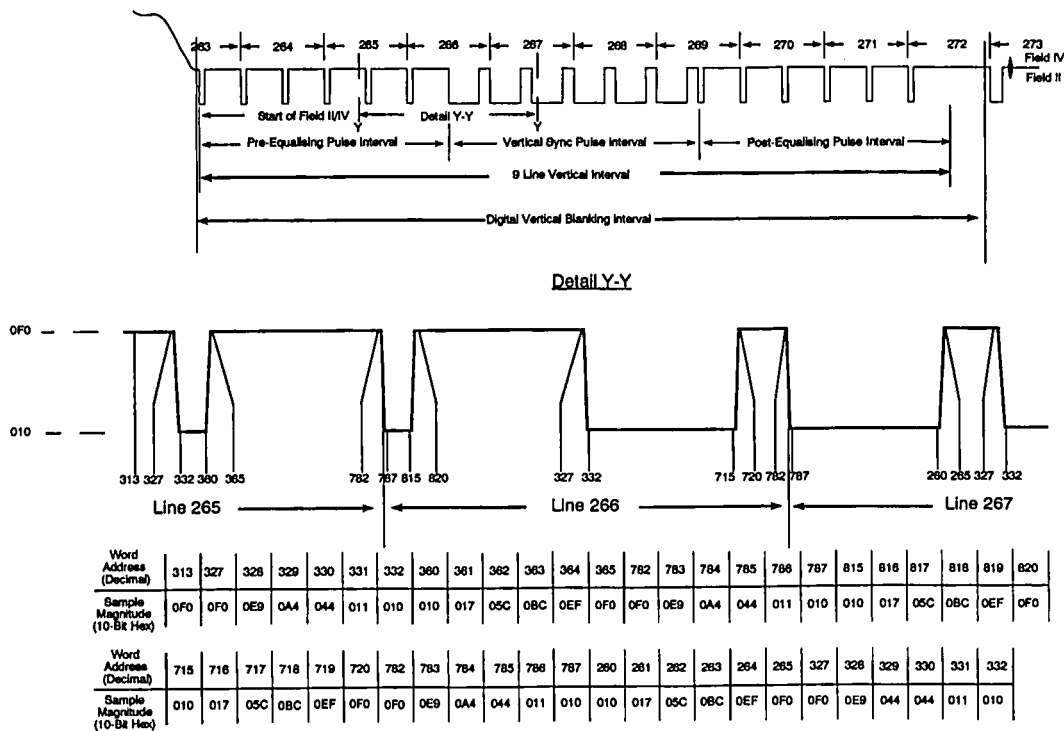 263 264 265 266 267 268 269 270 271 272 273
Field IV
Field II
Start of Field II/IV Detail Y-Y
Y Y
Pre-Equalising Pulse Interval Vertical Sync Pulse Interval Post-Equalising Pulse Interval
9 Line Vertical Interval
Digital Vertical Blanking Interval
Detail Y-Y
0F0
010
313 327 332 360 365 782 787 815 820 327 332 715 720 782 787 260 265 327 332
Line 265 Line 266 Line 267
Word Address (Decimal) 313 327 328 329 330 331 332 360 361 362 363 364 365 782 783 784 785 786 787 815 816 817 818 819 820
Sample Magnitude (10-Bit Hex) 0F0 0F0 0E9 0A4 044 011 010 010 017 05C 0BC 0EF 0F0 0F0 0E9 0A4 044 011 010 010 017 05C 0BC 0EF 0F0
Word Address (Decimal) 715 716 717 718 719 720 782 783 784 785 786 787 260 261 262 263 264 265 327 328 329 330 331 332
Sample Magnitude (10-Bit Hex) 010 017 05C 0BC 0EF 0F0 0F0 0E9 0A4 044 011 010 010 017 05C 0BC 0EF 0F0 0F0 0E9 044 044 011 010